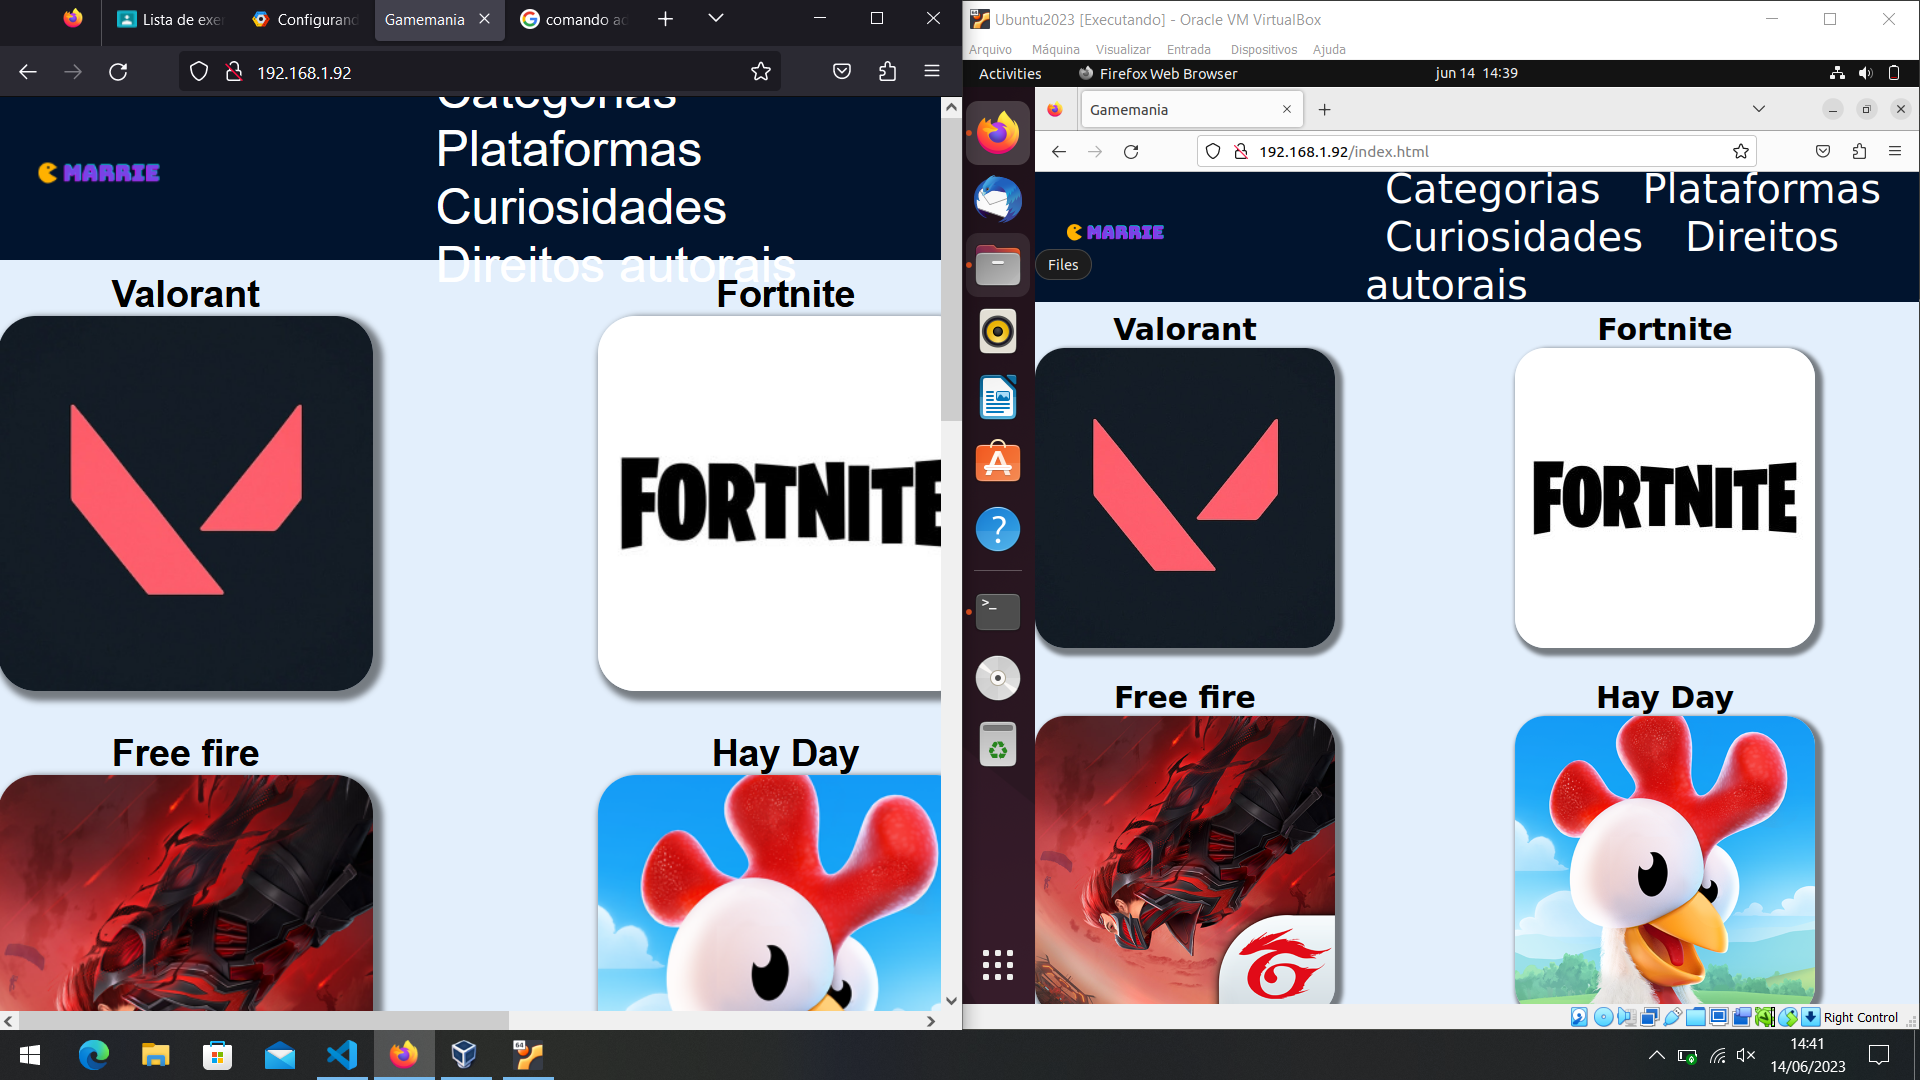 Lista de exer
Configurand
Gamemania
comando ad
192.168.1.92
Categorias
Plataformas
Curiosidades
Direitos autorais
MARRIE
Valorant
Fortnite
FORTNITE
Free fire
Hay Day
Ubuntu2023 [Executando] - Oracle VM VirtualBox
Arquivo Máquina Visualizar Entrada Dispositivos Ajuda
Activities
Firefox Web Browser
jun 14 14:39
Gamemania
192.168.1.92/index.html
MARRIE
Categorias Plataformas
Curiosidades Direitos
autorais
Files
Valorant
Fortnite
FORTNITE
Free fire
Hay Day
Right Control
14:41
14/06/2023